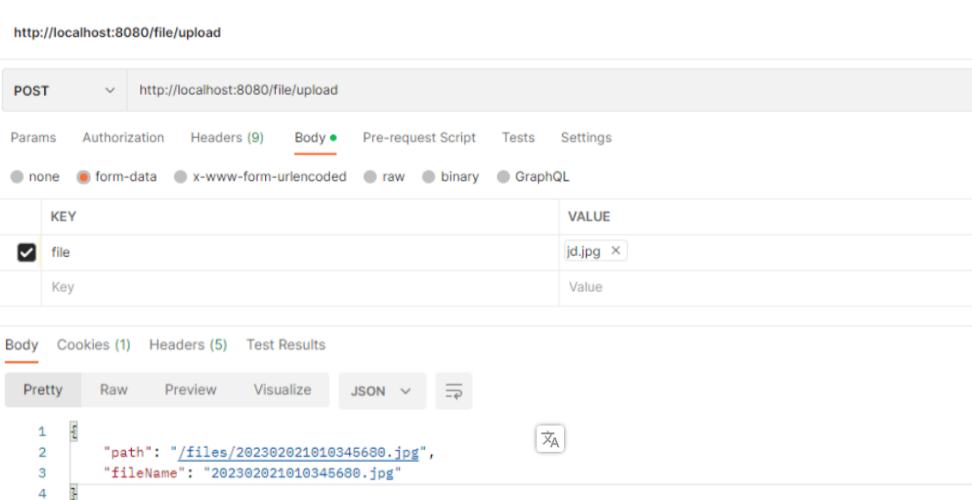 http://localhost:8080/file/upload
POST http://localhost:8080/file/upload
Params Authorization Headers (9) Body Pre-request Script Tests Settings
none form-data x-www-form-urlencoded raw binary GraphQL
KEY VALUE
file jd.jpg
Key Value
Body Cookies (1) Headers (5) Test Results
Pretty Raw Preview Visualize JSON
1 {
2 "path": "/files/202302021010345680.jpg",
3 "fileName": "202302021010345680.jpg"
4 }